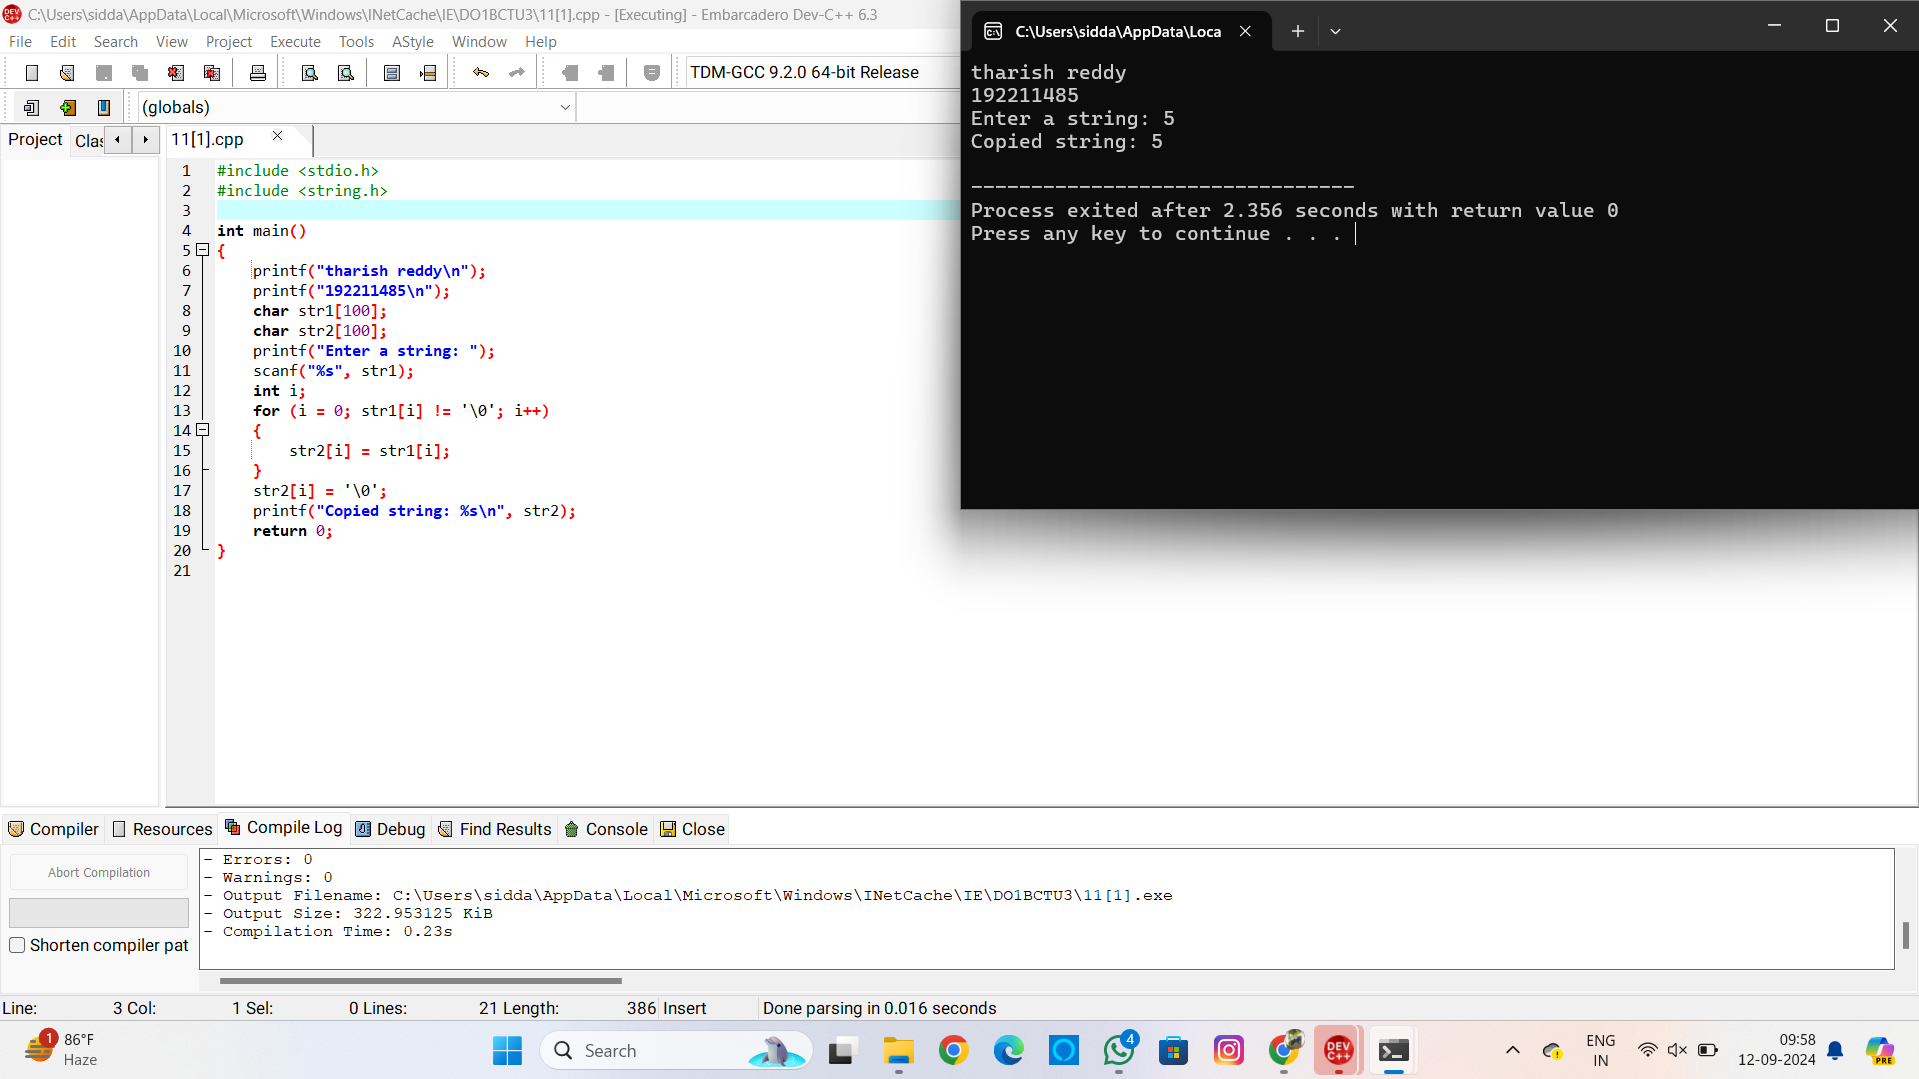 C:\Users\sidda\AppData\Local\Microsoft\Windows\INetCache\IE\DO1BCTU3\11[1].cpp - [Executing] - Embarcadero Dev-C++ 6.3
File Edit Search View Project Execute Tools AStyle Window Help
TDM-GCC 9.2.0 64-bit Release
(globals)
Project Clas
11[1].cpp
1 #include <stdio.h>
2 #include <string.h>
3
4 int main()
5 {
6 printf("tharish reddy\n");
7 printf("192211485\n");
8 char str1[100];
9 char str2[100];
10 printf("Enter a string: ");
11 scanf("%s", str1);
12 int i;
13 for (i = 0; str1[i] != '\0'; i++)
14 {
15 str2[i] = str1[i];
16 }
17 str2[i] = '\0';
18 printf("Copied string: %s\n", str2);
19 return 0;
20 }
21
C:\Users\sidda\AppData\Loca
tharish reddy
192211485
Enter a string: 5
Copied string: 5
--------------------------------
Process exited after 2.356 seconds with return value 0
Press any key to continue . . .
Compiler Resources Compile Log Debug Find Results Console Close
Abort Compilation
Shorten compiler pat
- Errors: 0
- Warnings: 0
- Output Filename: C:\Users\sidda\AppData\Local\Microsoft\Windows\INetCache\IE\DO1BCTU3\11[1].exe
- Output Size: 322.953125 KiB
- Compilation Time: 0.23s
Line: 3 Col: 1 Sel: 0 Lines: 21 Length: 386 Insert Done parsing in 0.016 seconds
1
86°F
Haze
Search
4
DEV C++
ENG
IN
09:58
12-09-2024
PRE